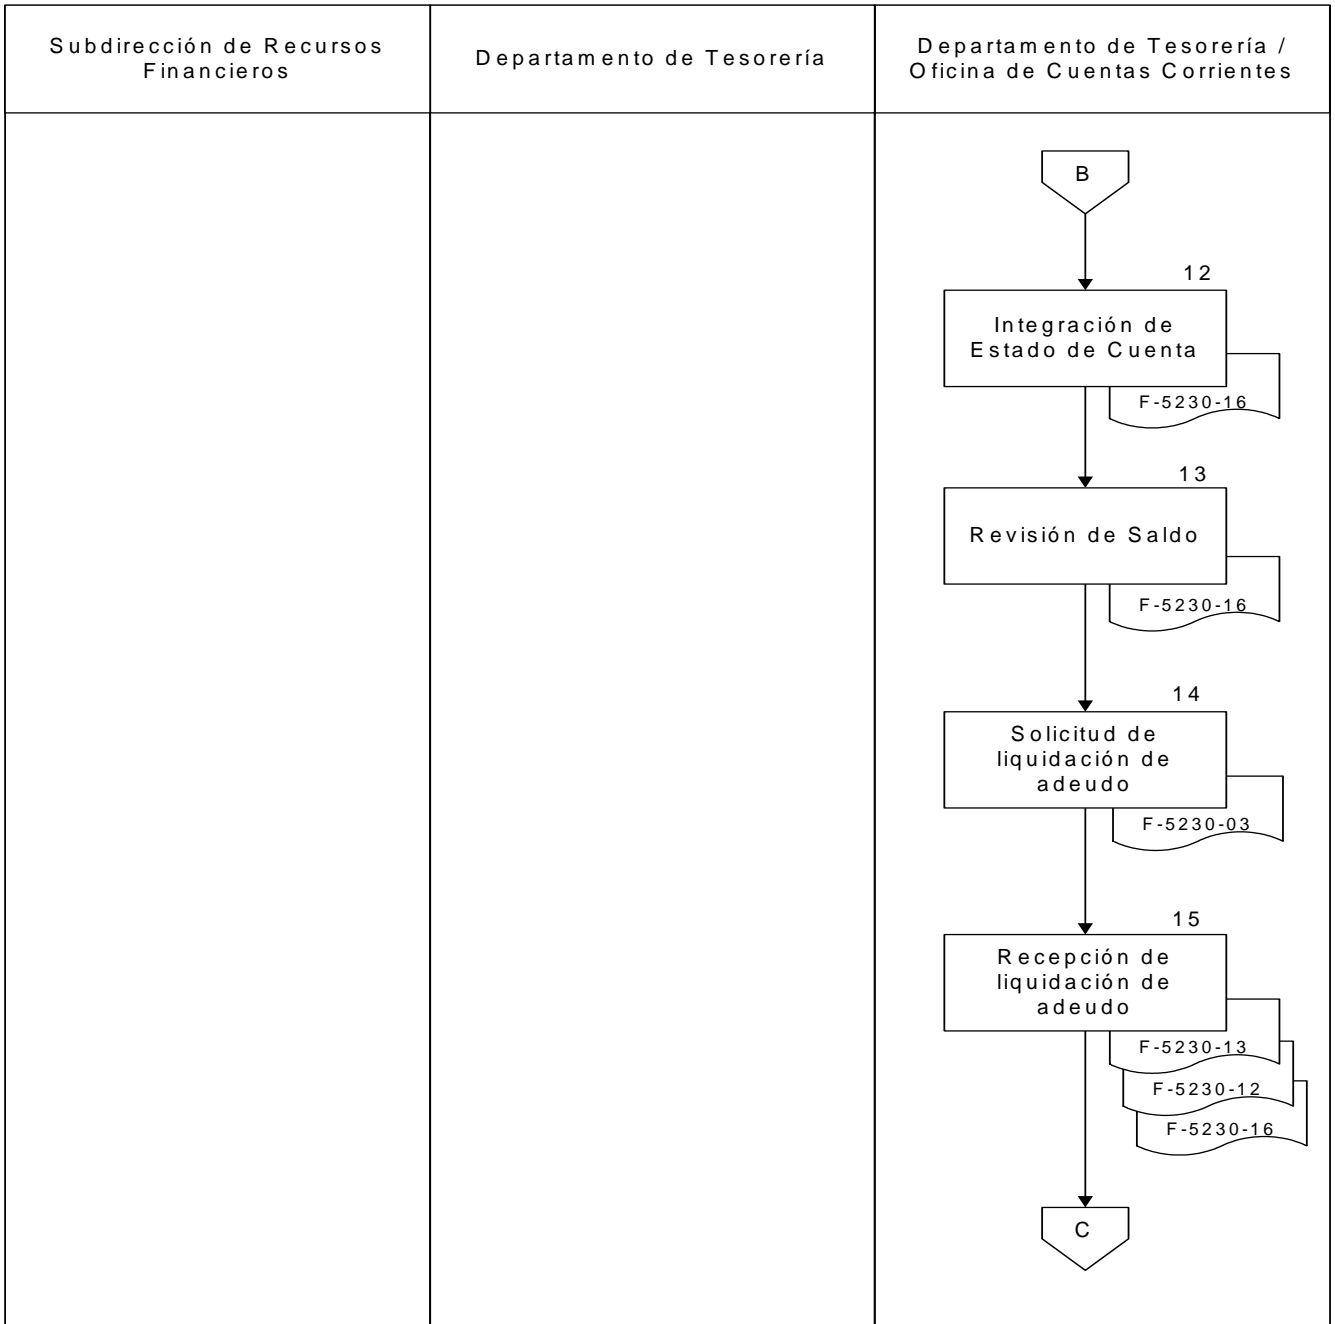 Subdirección de Recursos
Financieros
Departamento de Tesorería
Departamento de Tesorería /
Oficina de Cuentas Corrientes
B
12
Integración de
Estado de Cuenta
F-5230-16
13
Revisión de Saldo
F-5230-16
14
Solicitud de
liquidación de
adeudo
F-5230-03
15
Recepción de
liquidación de
adeudo
F-5230-13
F-5230-12
F-5230-16
C